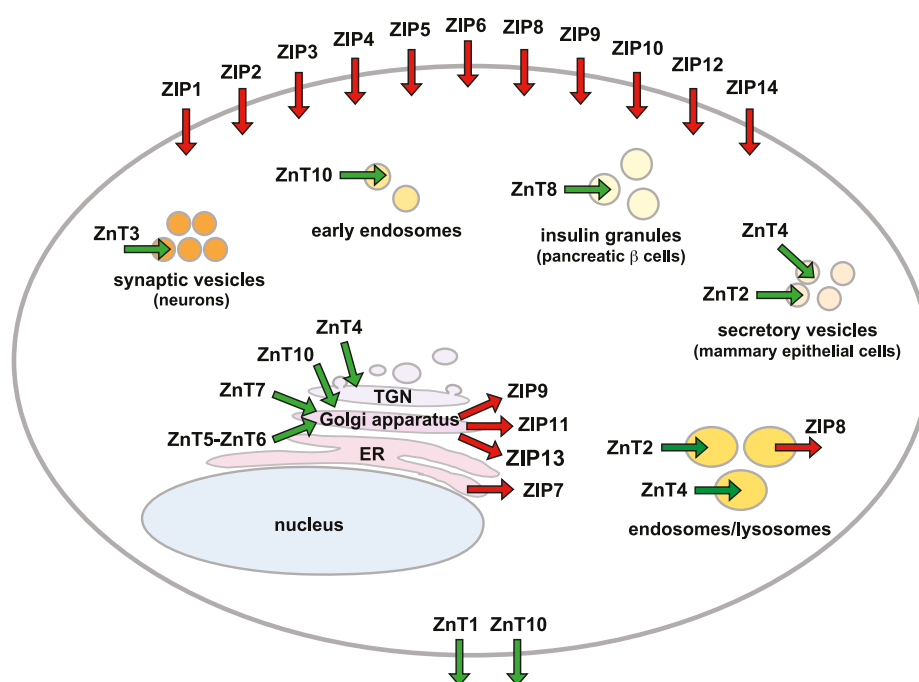 ZIP1
ZIP2
ZIP3
ZIP4
ZIP5
ZIP6
ZIP8
ZIP9
ZIP10
ZIP12
ZIP14
ZnT10
early endosomes
ZnT8
insulin granules
(pancreatic β cells)
ZnT3
synaptic vesicles
(neurons)
ZnT4
ZnT2
secretory vesicles
(mammary epithelial cells)
ZnT4
ZnT10
ZnT7
ZnT5-ZnT6
TGN
Golgi apparatus
ER
ZIP9
ZIP11
ZIP13
ZIP7
nucleus
ZnT2
ZIP8
ZnT4
endosomes/lysosomes
ZnT1
ZnT10